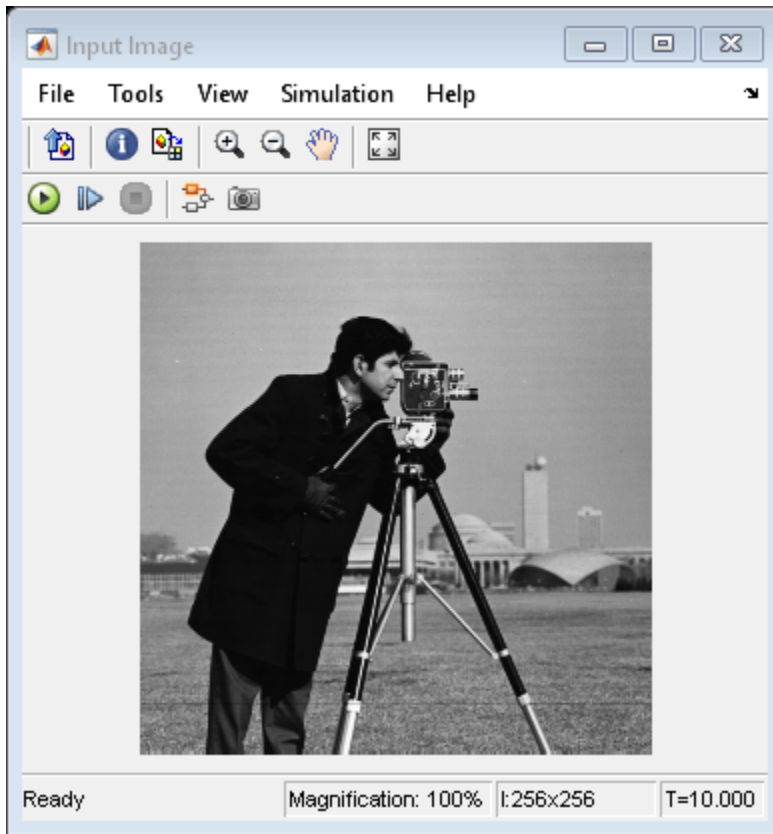 Input Image
File Tools View Simulation Help
Ready Magnification: 100% I:256x256 T=10.000